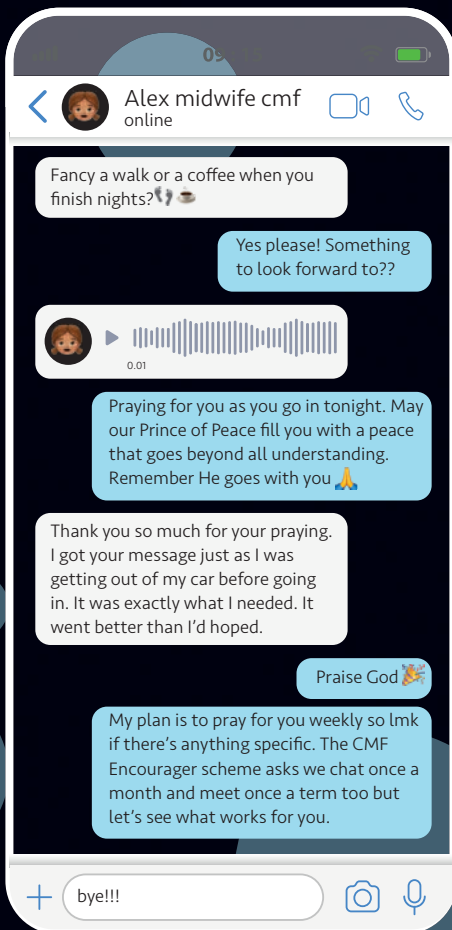 09:15
Alex midwife cmf
online
Fancy a walk or a coffee when you
finish nights?👣☕
Yes please! Something
to look forward to??
0.01
Praying for you as you go in tonight. May
our Prince of Peace fill you with a peace
that goes beyond all understanding.
Remember He goes with you 🙏
Thank you so much for your praying.
I got your message just as I was
getting out of my car before going
in. It was exactly what I needed. It
went better than I’d hoped.
Praise God 🎉
My plan is to pray for you weekly so lmk
if there’s anything specific. The CMF
Encourager scheme asks we chat once a
month and meet once a term too but
let’s see what works for you.
bye!!!